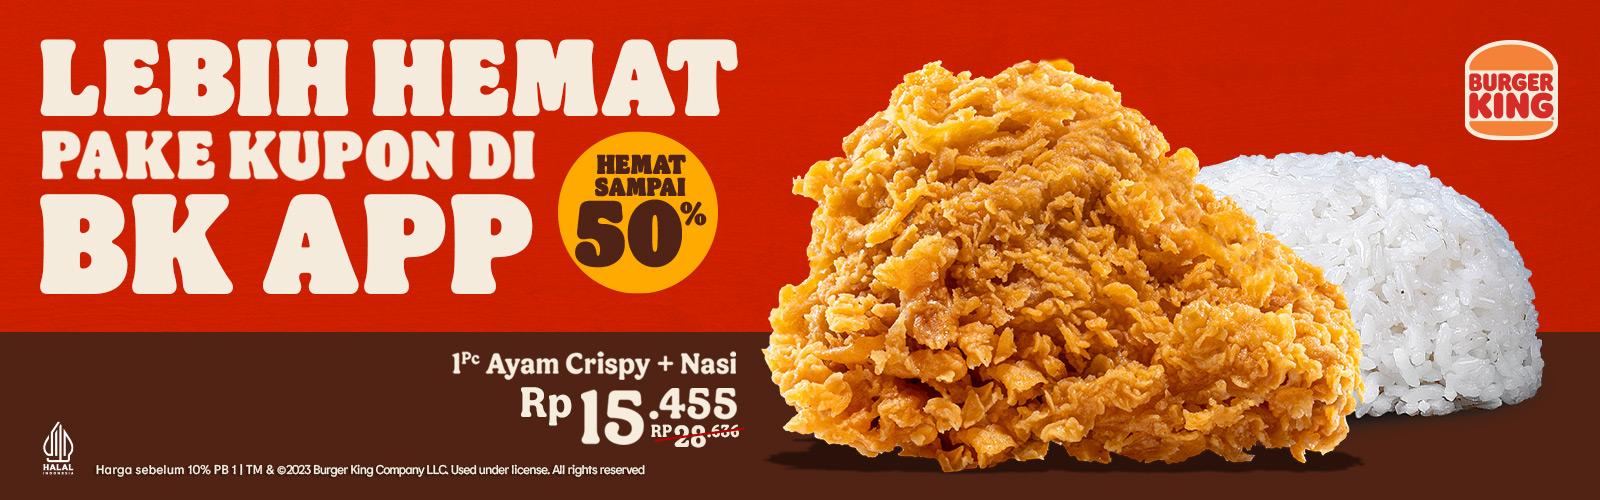 LEBIH HEMAT
PAKE KUPON DI
BK APP
HEMAT
SAMPAI
50%
BURGER
KING
1Pc Ayam Crispy + Nasi
Rp 15.455
RP 28.636
HALAL
INDONESIA
Harga sebelum 10% PB 1 | TM & ©2023 Burger King Company LLC. Used under license. All rights reserved